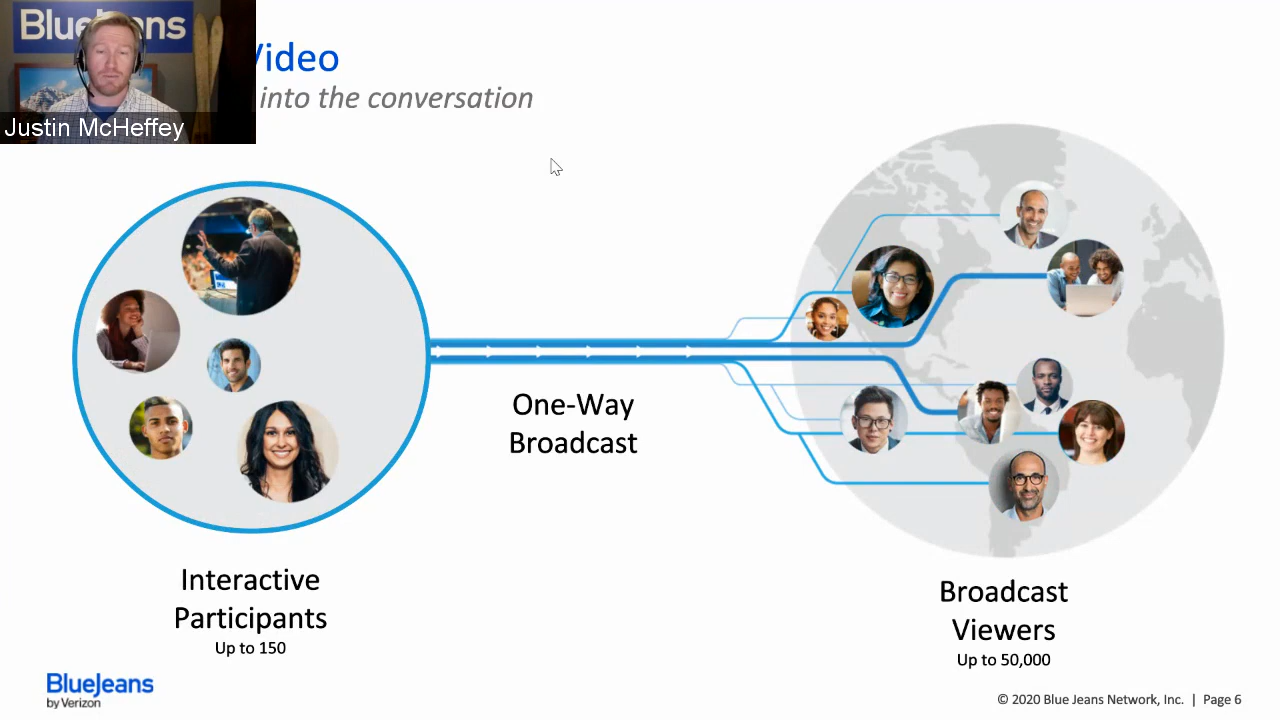 BlueJeans
Video
into the conversation
Justin McHeffey
One-Way
Broadcast
Interactive
Participants
Up to 150
Broadcast
Viewers
Up to 50,000
BlueJeans
by Verizon
© 2020 Blue Jeans Network, Inc. | Page 6